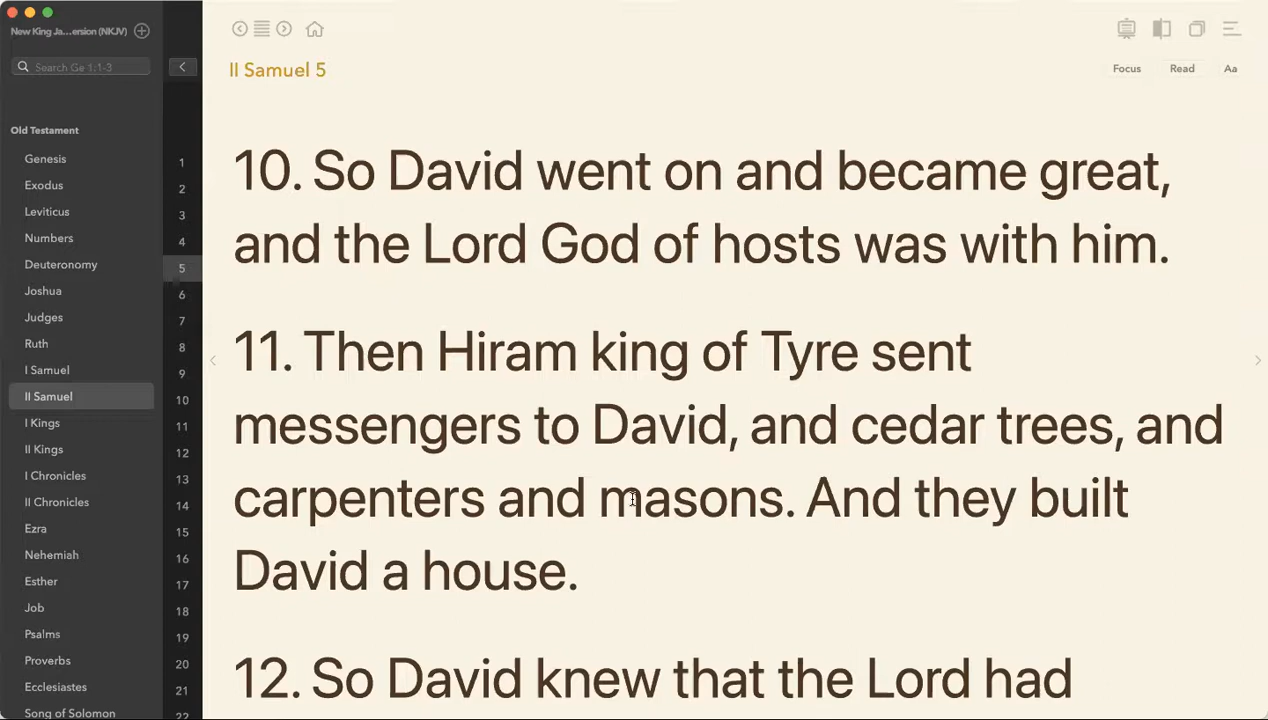 New King Ja...ersion (NKJV)
Search Ge 1:1-3
Old Testament
Genesis
Exodus
Leviticus
Numbers
Deuteronomy
Joshua
Judges
Ruth
I Samuel
II Samuel
I Kings
II Kings
I Chronicles
II Chronicles
Ezra
Nehemiah
Esther
Job
Psalms
Proverbs
Ecclesiastes
Song of Solomon
1
2
3
4
5
6
7
8
9
10
11
12
13
14
15
16
17
18
19
20
21
22
II Samuel 5
Focus Read Aa
10. So David went on and became great,
and the Lord God of hosts was with him.
11. Then Hiram king of Tyre sent
messengers to David, and cedar trees, and
carpenters and masons. And they built
David a house.
12. So David knew that the Lord had